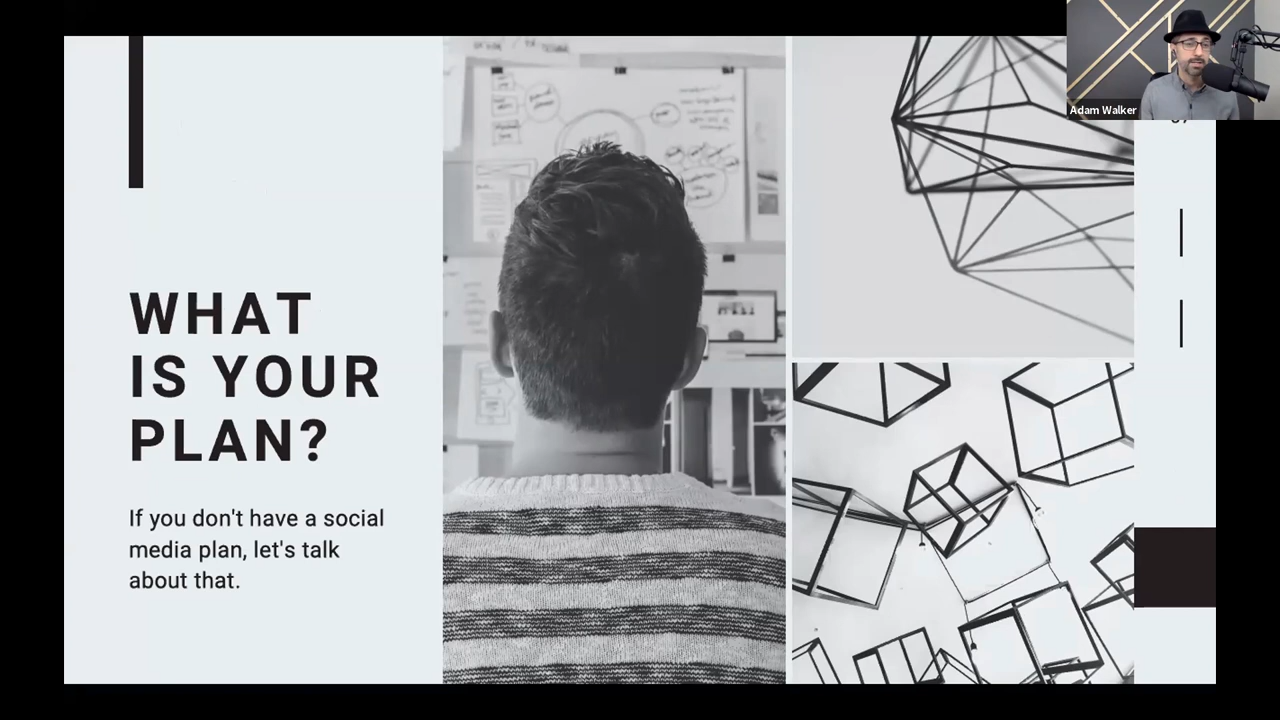 WHAT
IS YOUR
PLAN?
If you don't have a social
media plan, let's talk
about that.
Adam Walker